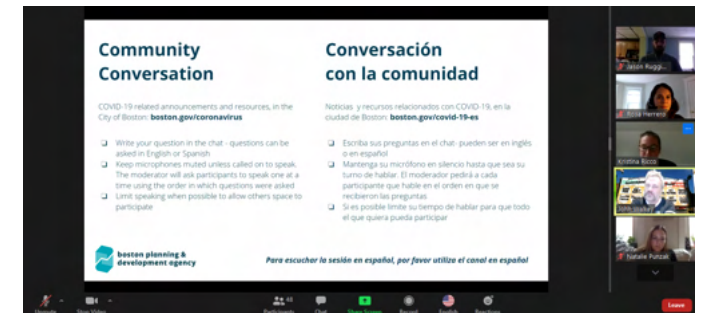 Community
Conversation
COVID-19 related announcements and resources, in the
City of Boston: boston.gov/coronavirus
❑ Write your question in the chat - questions can be
asked in English or Spanish
❑ Keep microphones muted unless called on to speak.
The moderator will ask participants to speak one at a
time using the order in which questions were asked
❑ Limit speaking when possible to allow others space to
participate
boston planning &
development agency
Conversación
con la comunidad
Noticias y recursos relacionados con COVID-19, en la
ciudad de Boston: boston.gov/covid-19-es
❑ Escriba sus preguntas en el chat- pueden ser en inglés
o en español
❑ Mantenga su micrófono en silencio hasta que sea su
turno de hablar. El moderador pedirá a cada
participante que hable en el orden en que se
recibieron las preguntas
❑ Si es posible limite su tiempo de hablar para que todo
el que quiera pueda participar
Para escuchar la sesión en español, por favor utiliza el canal en español
Jason Ruggi...
Rosa Herrero
Kristina Ricco
Natalie Punzak
Unmute
Stop Video
48
Participants
Chat
Share Screen
Record
English
Reactions
Leave